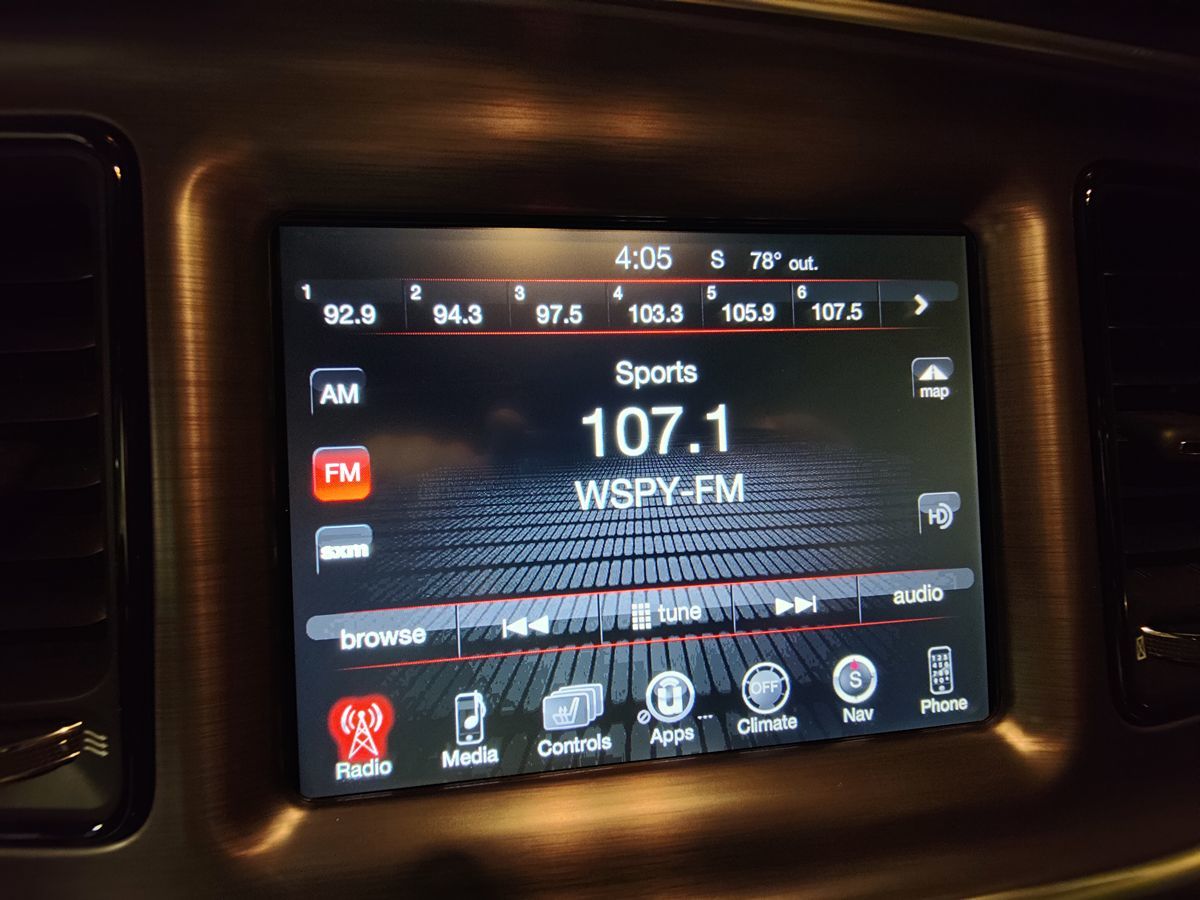 4:05 S 78° out.
1 92.9 2 94.3 3 97.5 4 103.3 5 105.9 6 107.5
Sports
AM
map
107.1
FM
WSPY-FM
HD
sxm
browse tune audio
OFF S
Radio Media Controls Apps Climate Nav Phone